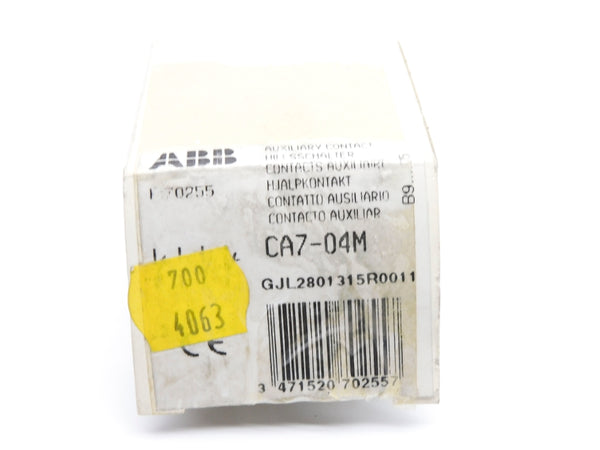 ABB
AUXILIARY CONTACT
HILFSSCHALTER
CONTACTS AUXILIAIRE
HJALPKONTAKT
CONTATTO AUSILIARIO
CONTACTO AUXILIAR
70255
B9
CA7-04M
GJL2801315R0011
700
4063
CE
3 471520 702557